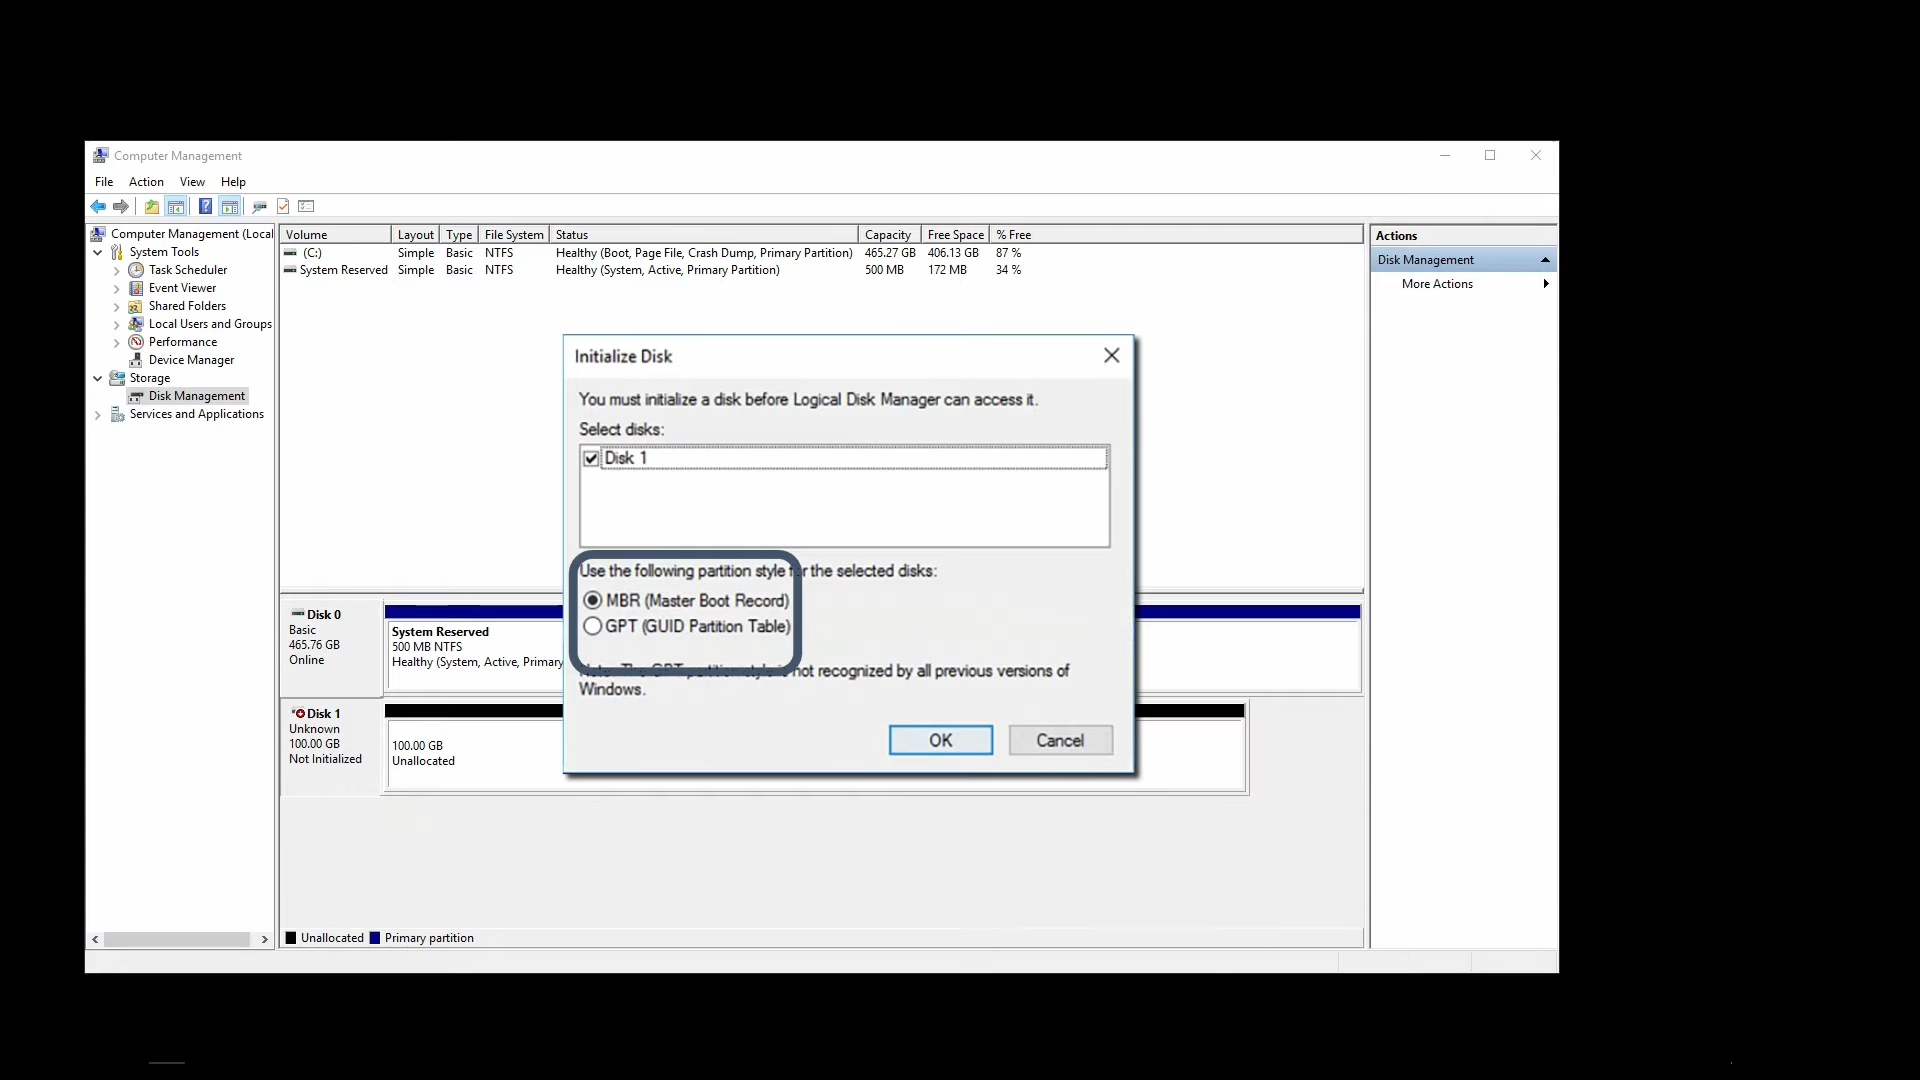 Computer Management
File Action View Help
Computer Management (Local
System Tools
Task Scheduler
Event Viewer
Shared Folders
Local Users and Groups
Performance
Device Manager
Storage
Disk Management
Services and Applications
Volume Layout Type File System Status Capacity Free Space % Free
(C:) Simple Basic NTFS Healthy (Boot, Page File, Crash Dump, Primary Partition) 465.27 GB 406.13 GB 87 %
System Reserved Simple Basic NTFS Healthy (System, Active, Primary Partition) 500 MB 172 MB 34 %
Actions
Disk Management
More Actions
Initialize Disk
You must initialize a disk before Logical Disk Manager can access it.
Select disks:
Disk 1
Use the following partition style for the selected disks:
MBR (Master Boot Record)
GPT (GUID Partition Table)
Note: The GPT partition style is not recognized by all previous versions of
Windows.
OK Cancel
Disk 0
Basic
465.76 GB
Online
System Reserved
500 MB NTFS
Healthy (System, Active, Primary
Disk 1
Unknown
100.00 GB
Not Initialized
100.00 GB
Unallocated
Unallocated Primary partition